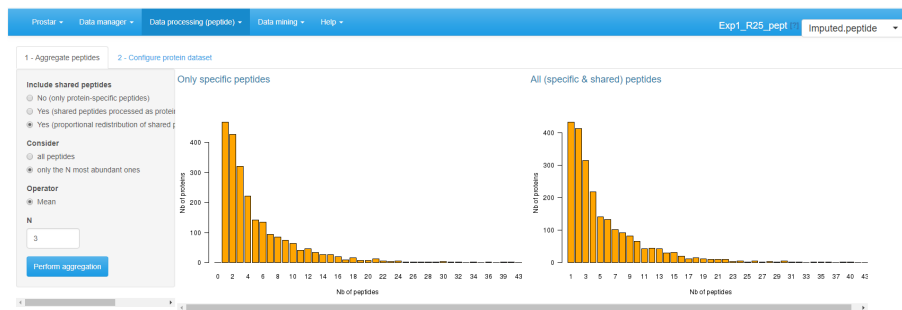 Prostar
Data manager
Data processing (peptide)
Data mining
Help
Exp1_R25_pept
Imputed.peptide
1 - Aggregate peptides
2 - Configure protein dataset
Include shared peptides
No (only protein-specific peptides)
Yes (shared peptides processed as protein
Yes (proportional redistribution of shared p
Consider
all peptides
only the N most abundant ones
Operator
Mean
N
3
Perform aggregation
Only specific peptides
Nb of proteins
400
300
200
100
0
0 2 4 6 8 10 12 14 16 18 20 22 24 26 28 30 32 34 36 39 43
Nb of peptides
All (specific & shared) peptides
Nb of proteins
400
300
200
100
0
1 3 5 7 9 11 13 15 17 19 21 23 25 27 29 31 33 35 37 40 43
Nb of peptides